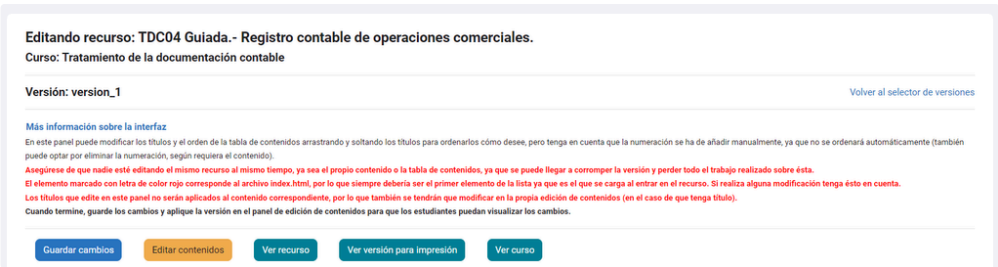 Editando recurso: TDC04 Guiada.- Registro contable de operaciones comerciales.
Curso: Tratamiento de la documentación contable
Versión: version_1
Volver al selector de versiones
Más información sobre la interfaz
En este panel puede modificar los títulos y el orden de la tabla de contenidos arrastrando y soltando los títulos para ordenarlos cómo desee, pero tenga en cuenta que la numeración se ha de añadir manualmente, ya que no se ordenará automáticamente (también
puede optar por eliminar la numeración, según requiera el contenido).
Asegúrese de que nadie esté editando el mismo recurso al mismo tiempo, ya sea el propio contenido o la tabla de contenidos, ya que se puede llegar a corromper la versión y perder todo el trabajo realizado sobre ésta.
El elemento marcado con letra de color rojo corresponde al archivo index.html, por lo que siempre debería ser el primer elemento de la lista ya que es el que se carga al entrar en el recurso. Si realiza alguna modificación tenga ésto en cuenta.
Los títulos que edite en este panel no serán aplicados al contenido correspondiente, por lo que también se tendrán que modificar en la propia edición de contenidos (en el caso de que tenga título).
Cuando termine, guarde los cambios y aplique la versión en el panel de edición de contenidos para que los estudiantes puedan visualizar los cambios.
Guardar cambios
Editar contenidos
Ver recurso
Ver versión para impresión
Ver curso